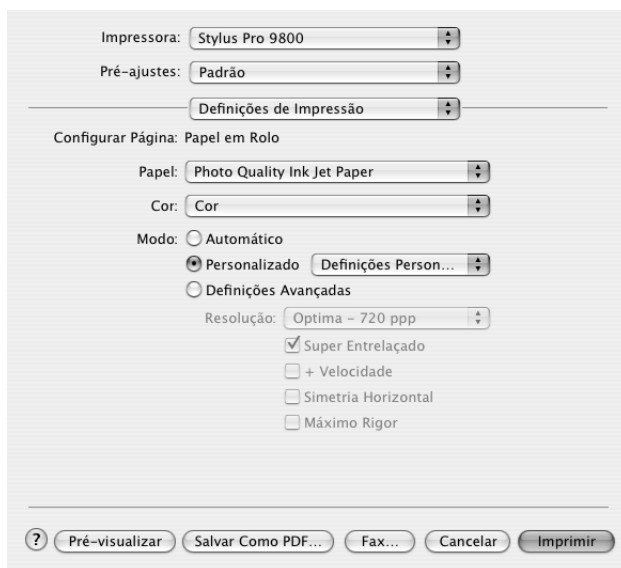 Impressora: Stylus Pro 9800
Pré-ajustes: Padrão
Definições de Impressão
Configurar Página: Papel em Rolo
Papel: Photo Quality Ink Jet Paper
Cor: Cor
Modo: Automático
Personalizado Definições Person...
Definições Avançadas
Resolução: Optima – 720 ppp
Super Entrelaçado
+ Velocidade
Simetria Horizontal
Máximo Rigor
? Pré-visualizar Salvar Como PDF... Fax... Cancelar Imprimir